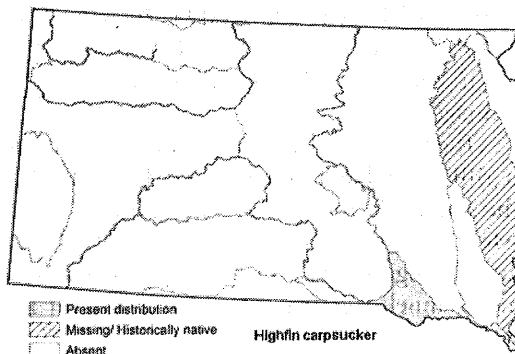 Present distribution
Missing/ Historically native
Highfin carpsucker
Absent